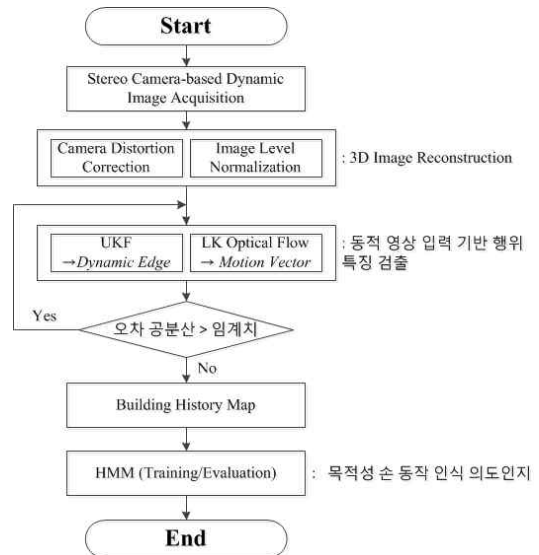 Start
Stereo Camera-based Dynamic
Image Acquisition
Camera Distortion
Correction
Image Level
Normalization
: 3D Image Reconstruction
UKF
→Dynamic Edge
LK Optical Flow
→ Motion Vector
: 동적 영상 입력 기반 행위
특징 검출
Yes
오차 공분산 > 임계치
No
Building History Map
HMM (Training/Evaluation)
: 목적성 손 동작 인식 의도인지
End